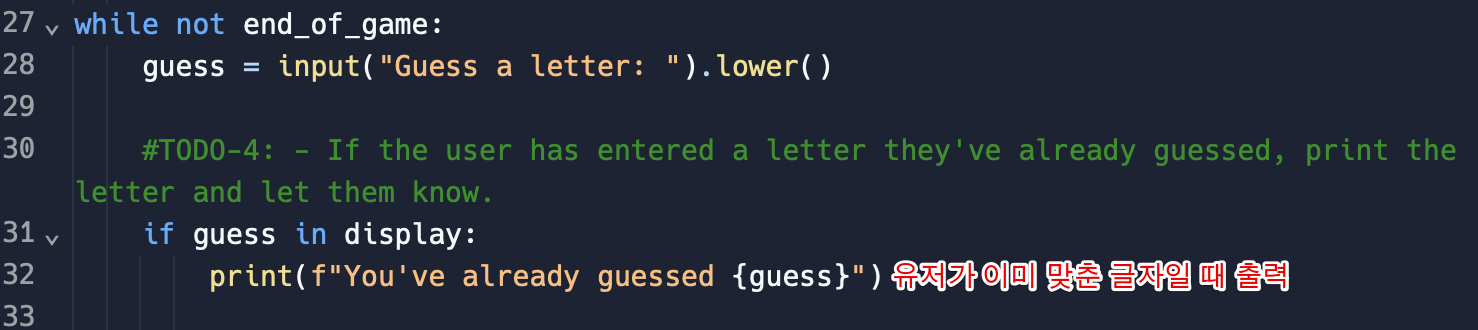 27 while not end_of_game:
28 guess = input("Guess a letter: ").lower()
29
30 #TODO-4: - If the user has entered a letter they've already guessed, print the
letter and let them know.
31 if guess in display:
32 print(f"You've already guessed {guess}") 유저가 이미 맞춘 글자일 때 출력
33